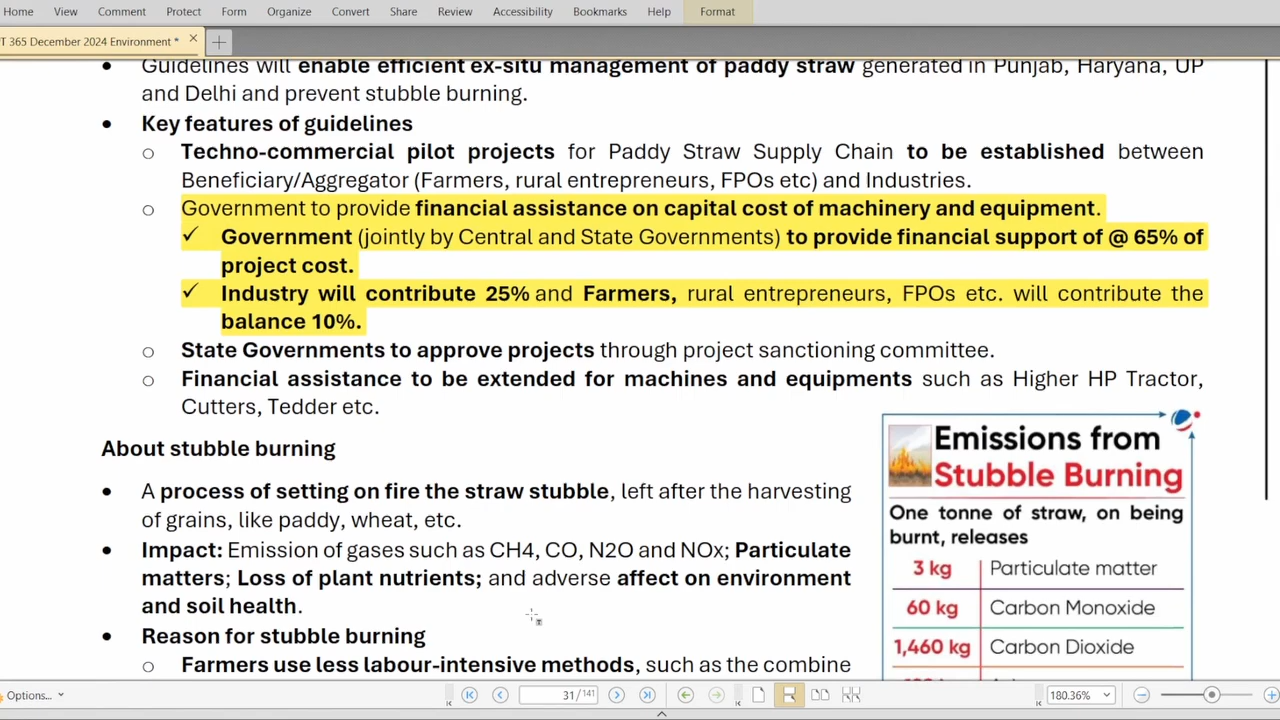 Home View Comment Protect Form Organize Convert Share Review Accessibility Bookmarks Help Format
T 365 December 2024 Environment *
• Guidelines will enable efficient ex-situ management of paddy straw generated in Punjab, Haryana, UP
and Delhi and prevent stubble burning.
• Key features of guidelines
○ Techno-commercial pilot projects for Paddy Straw Supply Chain to be established between
Beneficiary/Aggregator (Farmers, rural entrepreneurs, FPOs etc) and Industries.
○ Government to provide financial assistance on capital cost of machinery and equipment.
✓ Government (jointly by Central and State Governments) to provide financial support of @ 65% of
project cost.
✓ Industry will contribute 25% and Farmers, rural entrepreneurs, FPOs etc. will contribute the
balance 10%.
○ State Governments to approve projects through project sanctioning committee.
○ Financial assistance to be extended for machines and equipments such as Higher HP Tractor,
Cutters, Tedder etc.
About stubble burning
• A process of setting on fire the straw stubble, left after the harvesting
of grains, like paddy, wheat, etc.
• Impact: Emission of gases such as CH4, CO, N2O and NOx; Particulate
matters; Loss of plant nutrients; and adverse affect on environment
and soil health.
• Reason for stubble burning
○ Farmers use less labour-intensive methods, such as the combine
Emissions from
Stubble Burning
One tonne of straw, on being
burnt, releases
3 kg Particulate matter
60 kg Carbon Monoxide
1,460 kg Carbon Dioxide
Options... 31 /141 180.36%